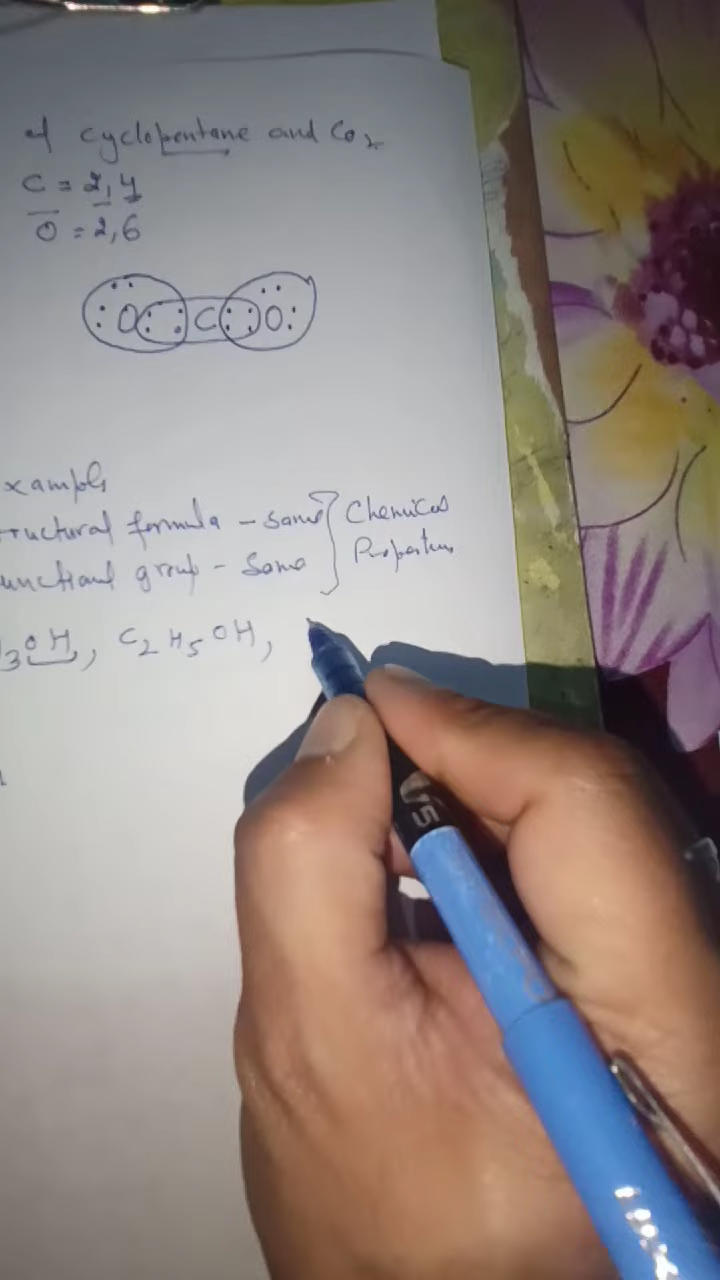 of cyclopentane and CO2
C = 2,4
O = 2,6
O C O
xample
ructural formula - same } Chemical
unctional group - Same Properties
3OH, C2H5OH,
V5